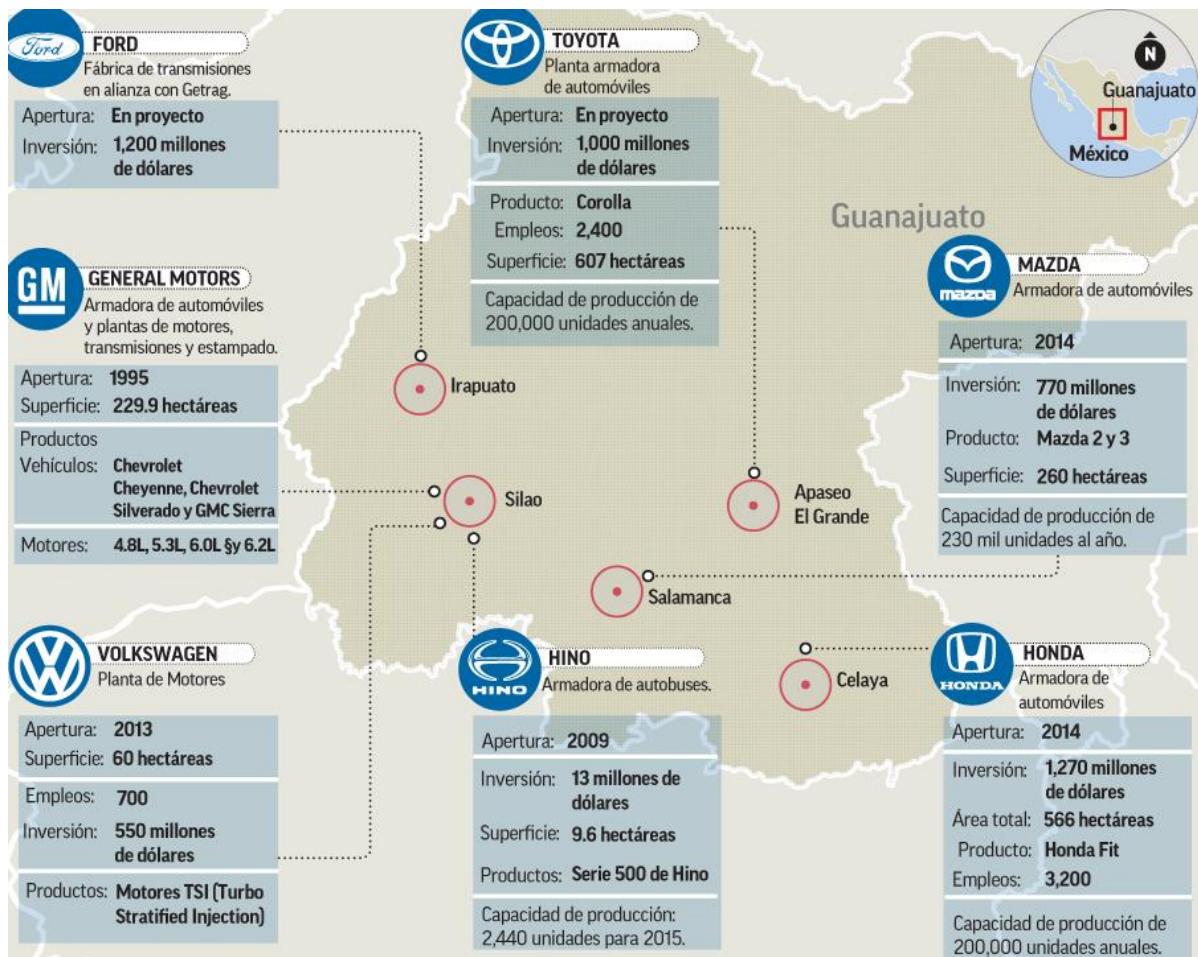 Ford
FORD
Fábrica de transmisiones
en alianza con Getrag.
Apertura: En proyecto
Inversión: 1,200 millones
de dólares
TOYOTA
Planta armadora
de automóviles
Apertura: En proyecto
Inversión: 1,000 millones
de dólares
Producto: Corolla
Empleos: 2,400
Superficie: 607 hectáreas
Capacidad de producción de
200,000 unidades anuales.
N
Guanajuato
México
Guanajuato
GM
GENERAL MOTORS
Armadora de automóviles
y plantas de motores,
transmisiones y estampado.
Apertura: 1995
Superficie: 229.9 hectáreas
Productos
Vehículos: Chevrolet
Cheyenne, Chevrolet
Silverado y GMC Sierra
Motores: 4.8L, 5.3L, 6.0L §y 6.2L
mazda
MAZDA
Armadora de automóviles
Apertura: 2014
Inversión: 770 millones
de dólares
Producto: Mazda 2 y 3
Superficie: 260 hectáreas
Capacidad de producción de
230 mil unidades al año.
Irapuato
Silao
Apaseo
El Grande
Salamanca
Celaya
VOLKSWAGEN
Planta de Motores
Apertura: 2013
Superficie: 60 hectáreas
Empleos: 700
Inversión: 550 millones
de dólares
Productos: Motores TSI (Turbo
Stratified Injection)
HINO
HINO
Armadora de autobuses.
Apertura: 2009
Inversión: 13 millones de
dólares
Superficie: 9.6 hectáreas
Productos: Serie 500 de Hino
Capacidad de producción:
2,440 unidades para 2015.
HONDA
HONDA
Armadora de
automóviles
Apertura: 2014
Inversión: 1,270 millones
de dólares
Área total: 566 hectáreas
Producto: Honda Fit
Empleos: 3,200
Capacidad de producción de
200,000 unidades anuales.